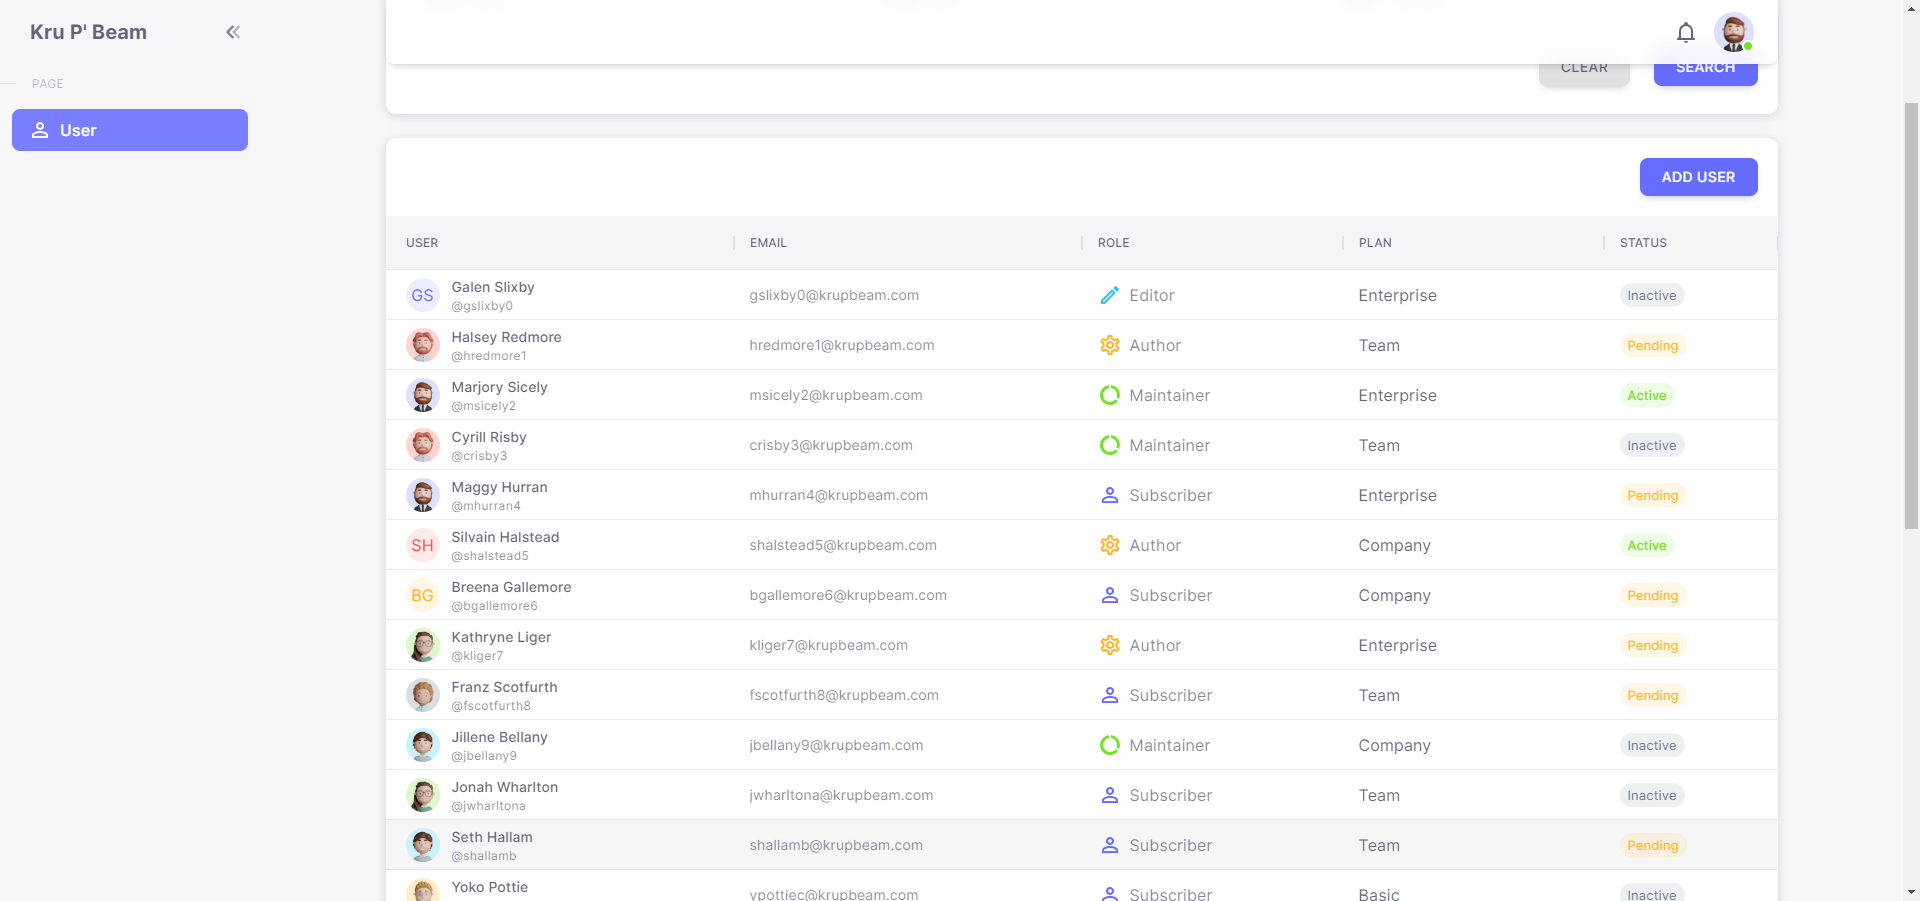 Kru P' Beam
PAGE
User
CLEAR
SEARCH
ADD USER
USER EMAIL ROLE PLAN STATUS
GS Galen Slixby
@gslixby0 gslixby0@krupbeam.com Editor Enterprise Inactive
Halsey Redmore
@hredmore1 hredmore1@krupbeam.com Author Team Pending
Marjory Sicely
@msicely2 msicely2@krupbeam.com Maintainer Enterprise Active
Cyrill Risby
@crisby3 crisby3@krupbeam.com Maintainer Team Inactive
Maggy Hurran
@mhurran4 mhurran4@krupbeam.com Subscriber Enterprise Pending
SH Silvain Halstead
@shalstead5 shalstead5@krupbeam.com Author Company Active
BG Breena Gallemore
@bgallemore6 bgallemore6@krupbeam.com Subscriber Company Pending
Kathryne Liger
@kliger7 kliger7@krupbeam.com Author Enterprise Pending
Franz Scotfurth
@fscotfurth8 fscotfurth8@krupbeam.com Subscriber Team Pending
Jillene Bellany
@jbellany9 jbellany9@krupbeam.com Maintainer Company Inactive
Jonah Wharlton
@jwharltona jwharltona@krupbeam.com Subscriber Team Inactive
Seth Hallam
@shallamb shallamb@krupbeam.com Subscriber Team Pending
Yoko Pottie
ypottiec@krupbeam.com Subscriber Basic Inactive